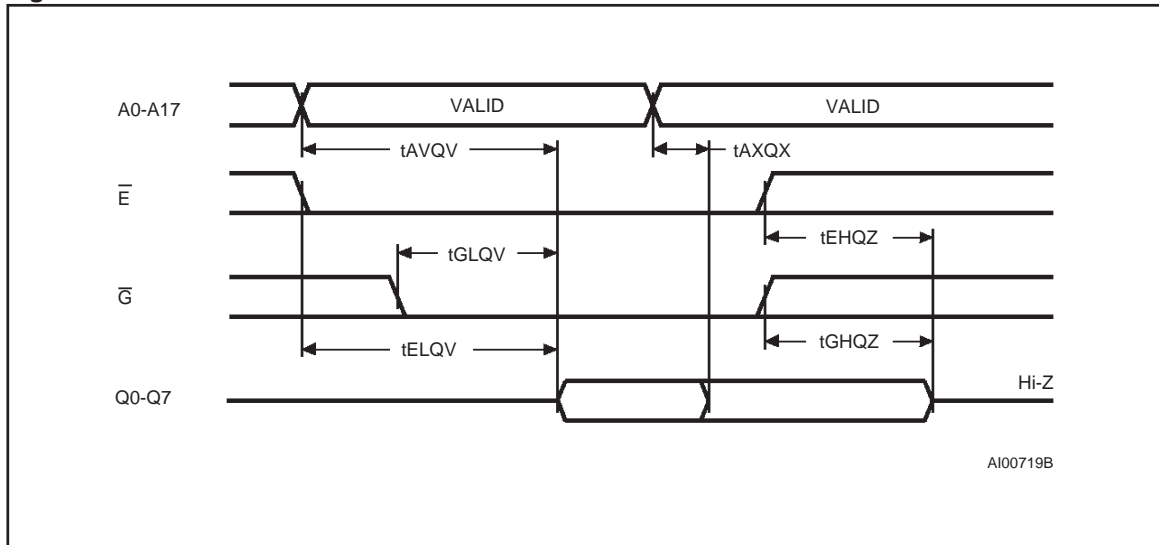 A0-A17
VALID
VALID
tAVQV
tAXQX
E̅
tEHQZ
tGLQV
G̅
tELQV
tGHQZ
Q0-Q7
Hi-Z
AI00719B